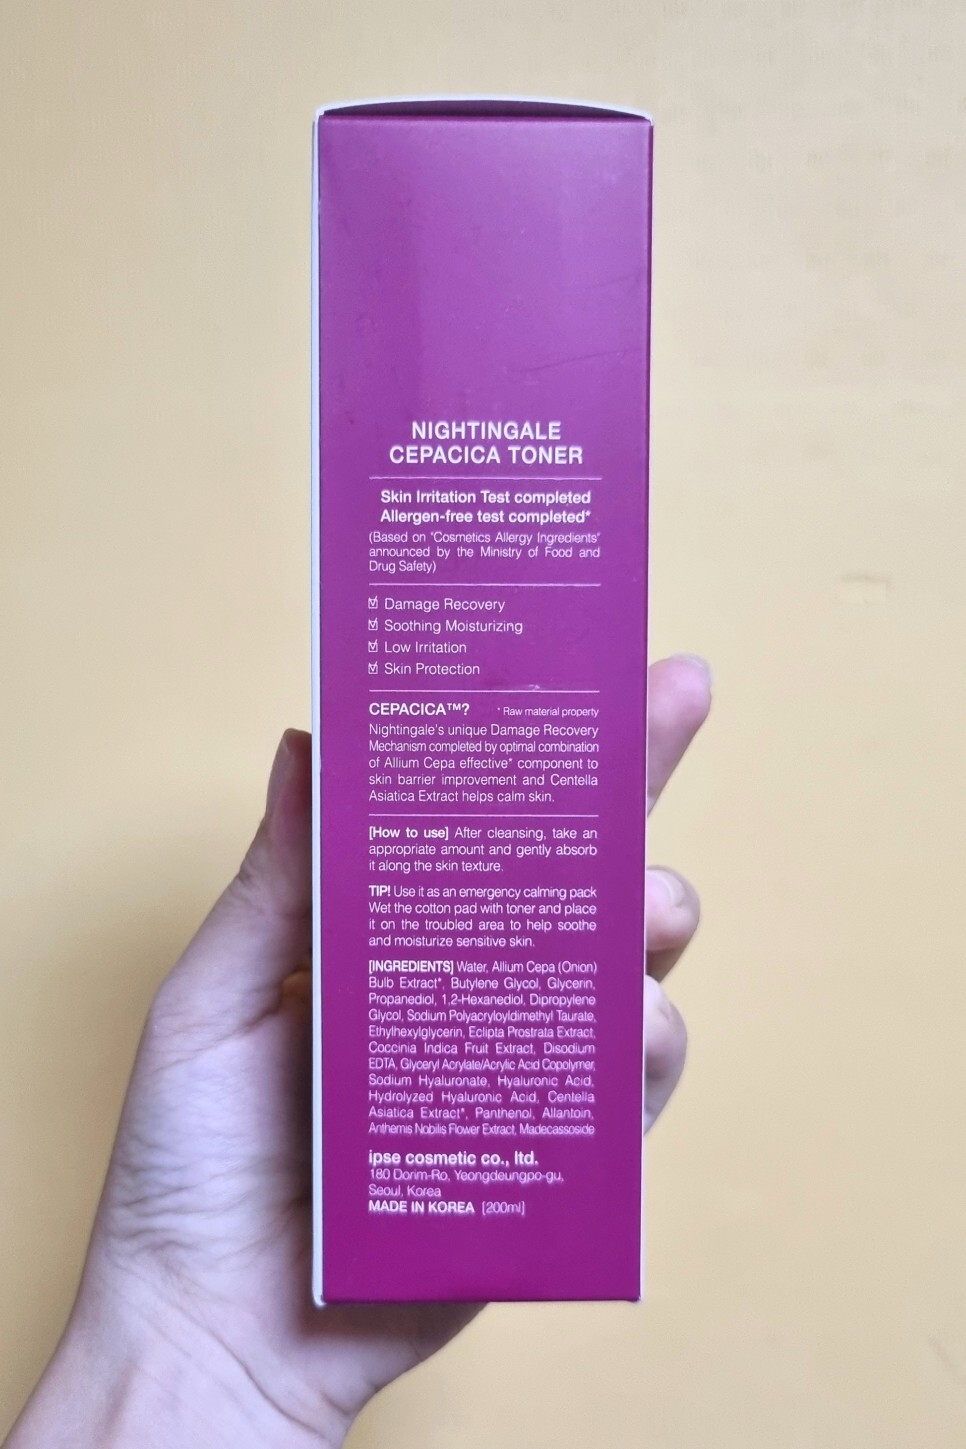 NIGHTINGALE
CEPACICA TONER
Skin Irritation Test completed
Allergen-free test completed*
(Based on "Cosmetics Allergy Ingredients"
announced by the Ministry of Food and
Drug Safety)
☑ Damage Recovery
☑ Soothing Moisturizing
☑ Low Irritation
☑ Skin Protection
CEPACICA™? * Raw material property
Nightingale's unique Damage Recovery
Mechanism completed by optimal combination
of Allium Cepa effective* component to
skin barrier improvement and Centella
Asiatica Extract helps calm skin.
[How to use] After cleansing, take an
appropriate amount and gently absorb
it along the skin texture.
TIP! Use it as an emergency calming pack
Wet the cotton pad with toner and place
it on the troubled area to help soothe
and moisturize sensitive skin.
[INGREDIENTS] Water, Allium Cepa (Onion)
Bulb Extract*, Butylene Glycol, Glycerin,
Propanediol, 1,2-Hexanediol, Dipropylene
Glycol, Sodium Polyacryloyldimethyl Taurate,
Ethylhexylglycerin, Eclipta Prostrata Extract,
Coccinia Indica Fruit Extract, Disodium
EDTA, Glyceryl Acrylate/Acrylic Acid Copolymer,
Sodium Hyaluronate, Hyaluronic Acid,
Hydrolyzed Hyaluronic Acid, Centella
Asiatica Extract*, Panthenol, Allantoin,
Anthemis Nobilis Flower Extract, Madecassoside
ipse cosmetic co., ltd.
180 Dorim-Ro, Yeongdeungpo-gu,
Seoul, Korea
MADE IN KOREA [200ml]